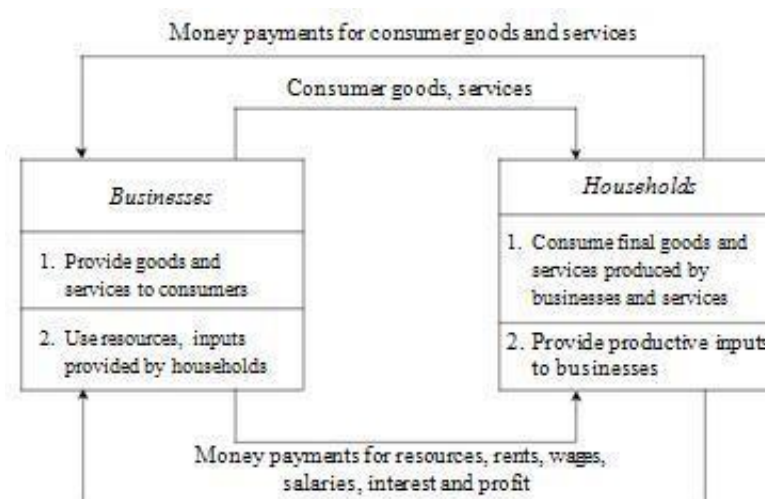 Money payments for consumer goods and services
Consumer goods, services
Businesses
1. Provide goods and
services to consumers
2. Use resources, inputs
provided by households
Households
1. Consume final goods and
services produced by
businesses and services
2. Provide productive inputs
to businesses
Money payments for resources, rents, wages,
salaries, interest and profit